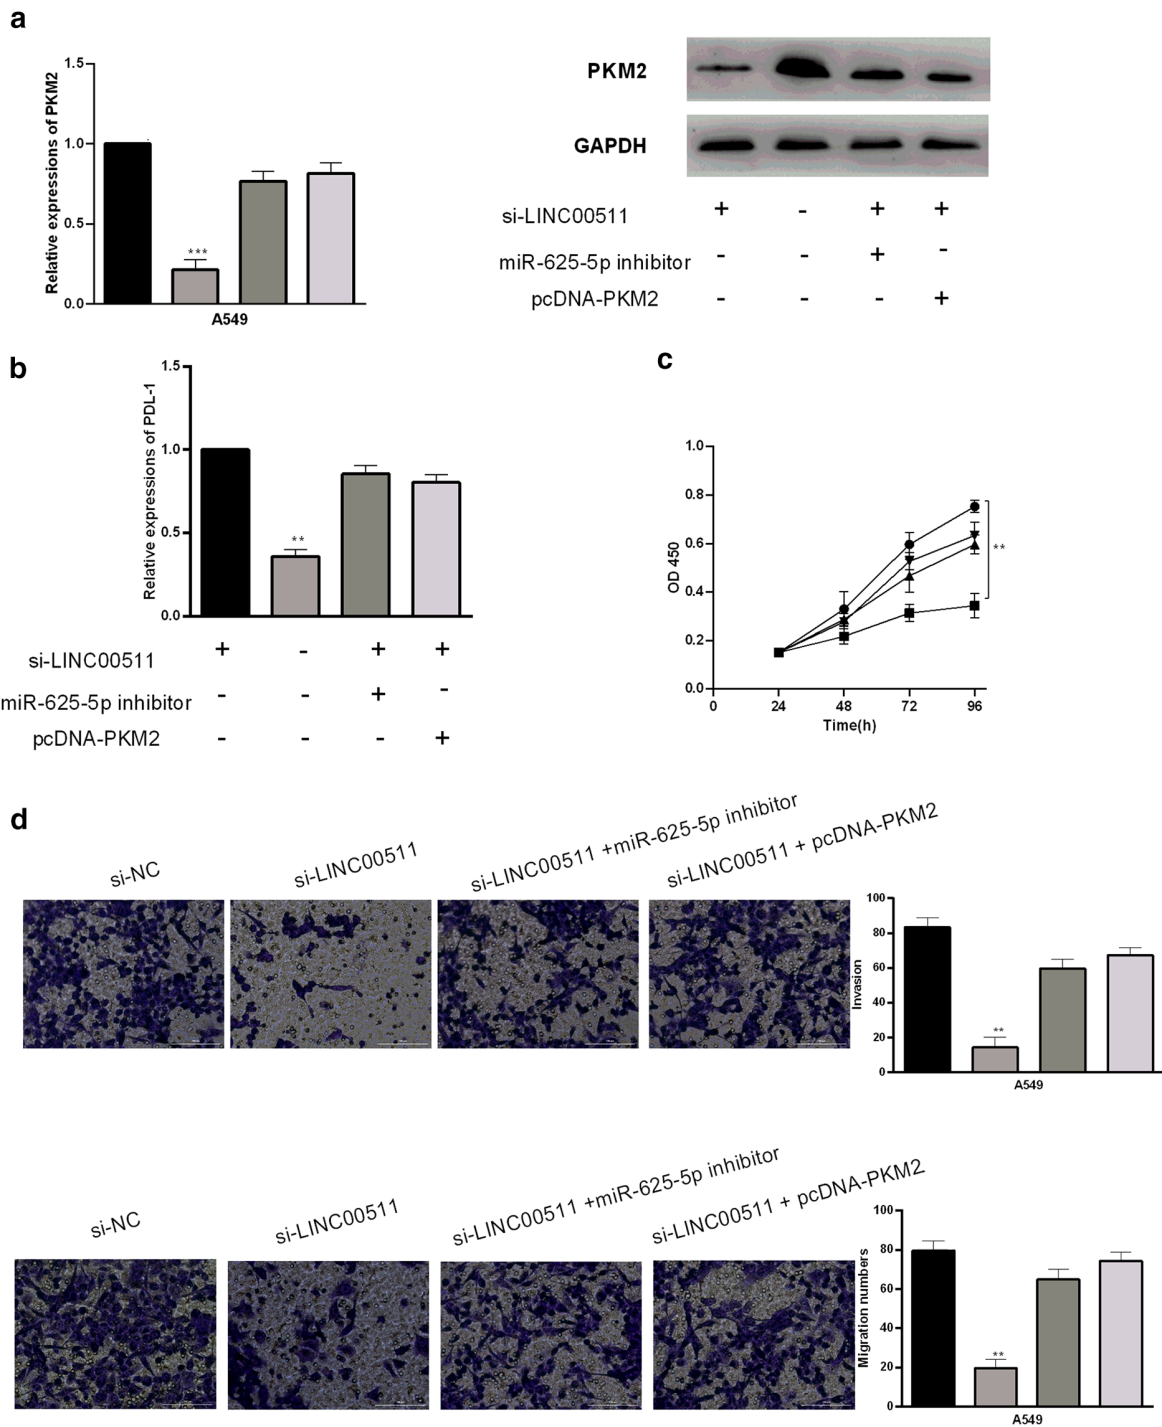 a
Relative expressions of PKM2
1.5
1.0
0.5
0.0
***
A549
PKM2
GAPDH
si-LINC00511 + - + +
miR-625-5p inhibitor - - + -
pcDNA-PKM2 - - - +
b
Relative expressions of PDL-1
1.5
1.0
0.5
0.0
**
si-LINC00511 + - + +
miR-625-5p inhibitor - - + -
pcDNA-PKM2 - - - +
c
OD 450
1.0
0.8
0.6
0.4
0.2
0.0
**
0 24 48 72 96
Time(h)
d
si-NC
si-LINC00511
si-LINC00511 +miR-625-5p inhibitor
si-LINC00511 + pcDNA-PKM2
Invasion
100
80
60
40
20
0
**
A549
si-NC
si-LINC00511
si-LINC00511 +miR-625-5p inhibitor
si-LINC00511 + pcDNA-PKM2
Migration numbers
100
80
60
40
20
0
**
A549